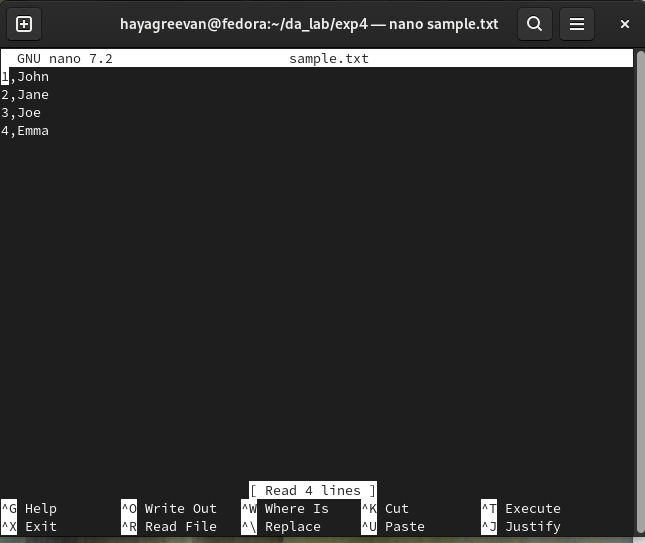 hayagreevan@fedora:~/da_lab/exp4 — nano sample.txt
GNU nano 7.2 sample.txt
1,John
2,Jane
3,Joe
4,Emma
[ Read 4 lines ]
^G Help ^O Write Out ^W Where Is ^K Cut ^T Execute
^X Exit ^R Read File ^\ Replace ^U Paste ^J Justify